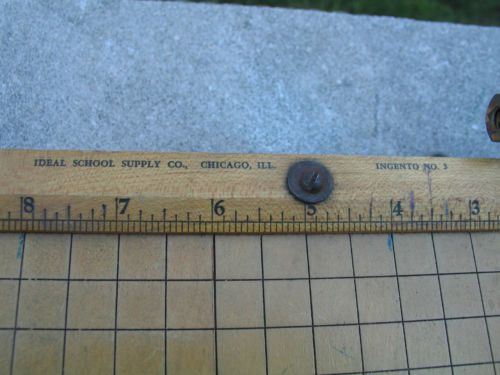 IDEAL SCHOOL SUPPLY CO., CHICAGO, ILL. INGENTO NO. 3
8 7 6 5 4 3